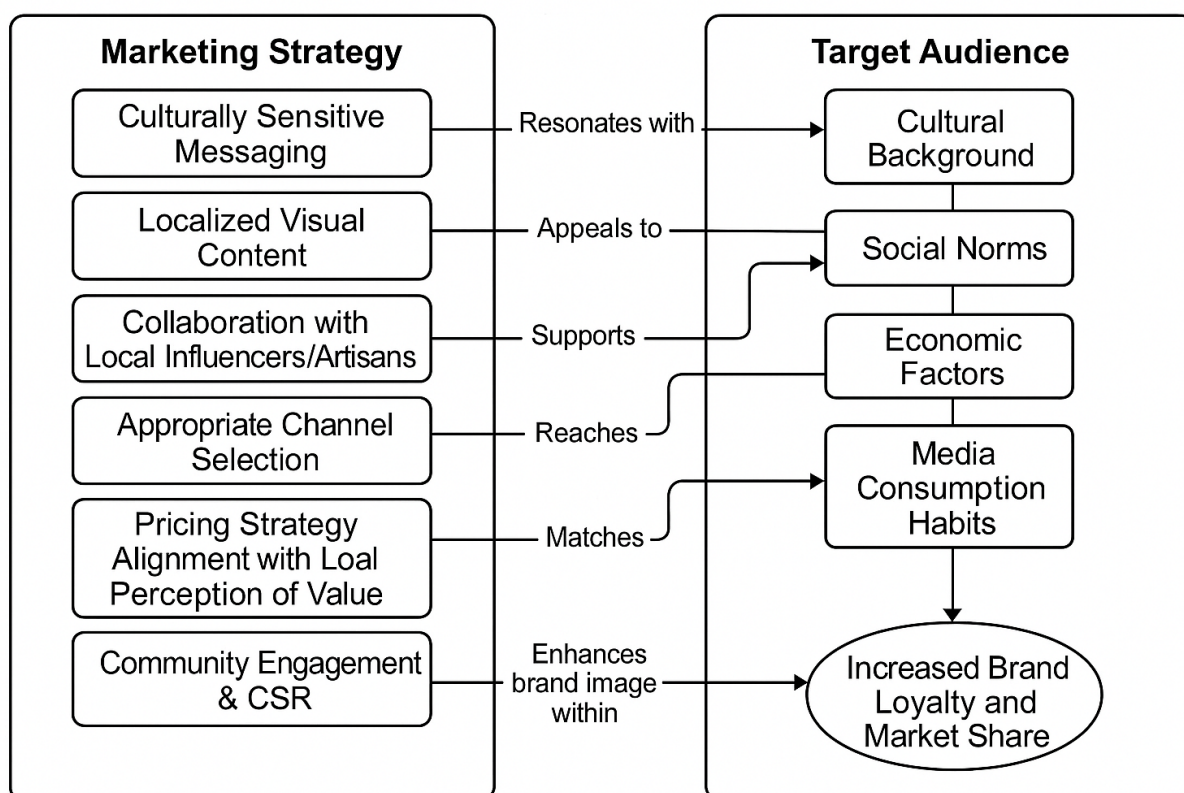 Marketing Strategy
Culturally Sensitive
Messaging
Localized Visual
Content
Collaboration with
Local Influencers/Artisans
Appropriate Channel
Selection
Pricing Strategy
Alignment with Loal
Perception of Value
Community Engagement
& CSR
Resonates with
Appeals to
Supports
Reaches
Matches
Enhances
brand image
within
Target Audience
Cultural
Background
Social Norms
Economic
Factors
Media
Consumption
Habits
Increased Brand
Loyalty and
Market Share